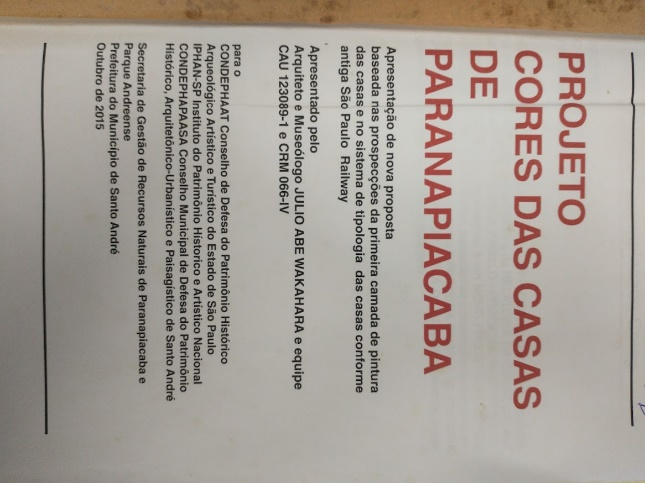 PROJETO
CORES DAS CASAS
DE
PARANAPIACABA
Apresentação de nova proposta
baseada nas prospecções da primeira camada de pintura
das casas e no sistema de tipologia das casas conforme
antiga São Paulo Railway
Apresentado pelo
Arquiteto e Museólogo JULIO ABE WAKAHARA e equipe
CAU 123089-1 e CRM 066-IV
para o
CONDEPHAAT Conselho de Defesa do Patrimônio Histórico
Arqueológico Artístico e Turístico do Estado de São Paulo
IPHAN-SP Instituto do Patrimônio Historico e Artístico Nacional
CONDEPHAPAASA Conselho Municipal de Defesa do Patrimônio
Histórico, Arquitetônico-Urbanístico e Paisagístico de Santo André
Secretaria de Gestão de Recursos Naturais de Paranapiacaba e
Parque Andreense
Prefeitura do Município de Santo André
Outubro de 2015